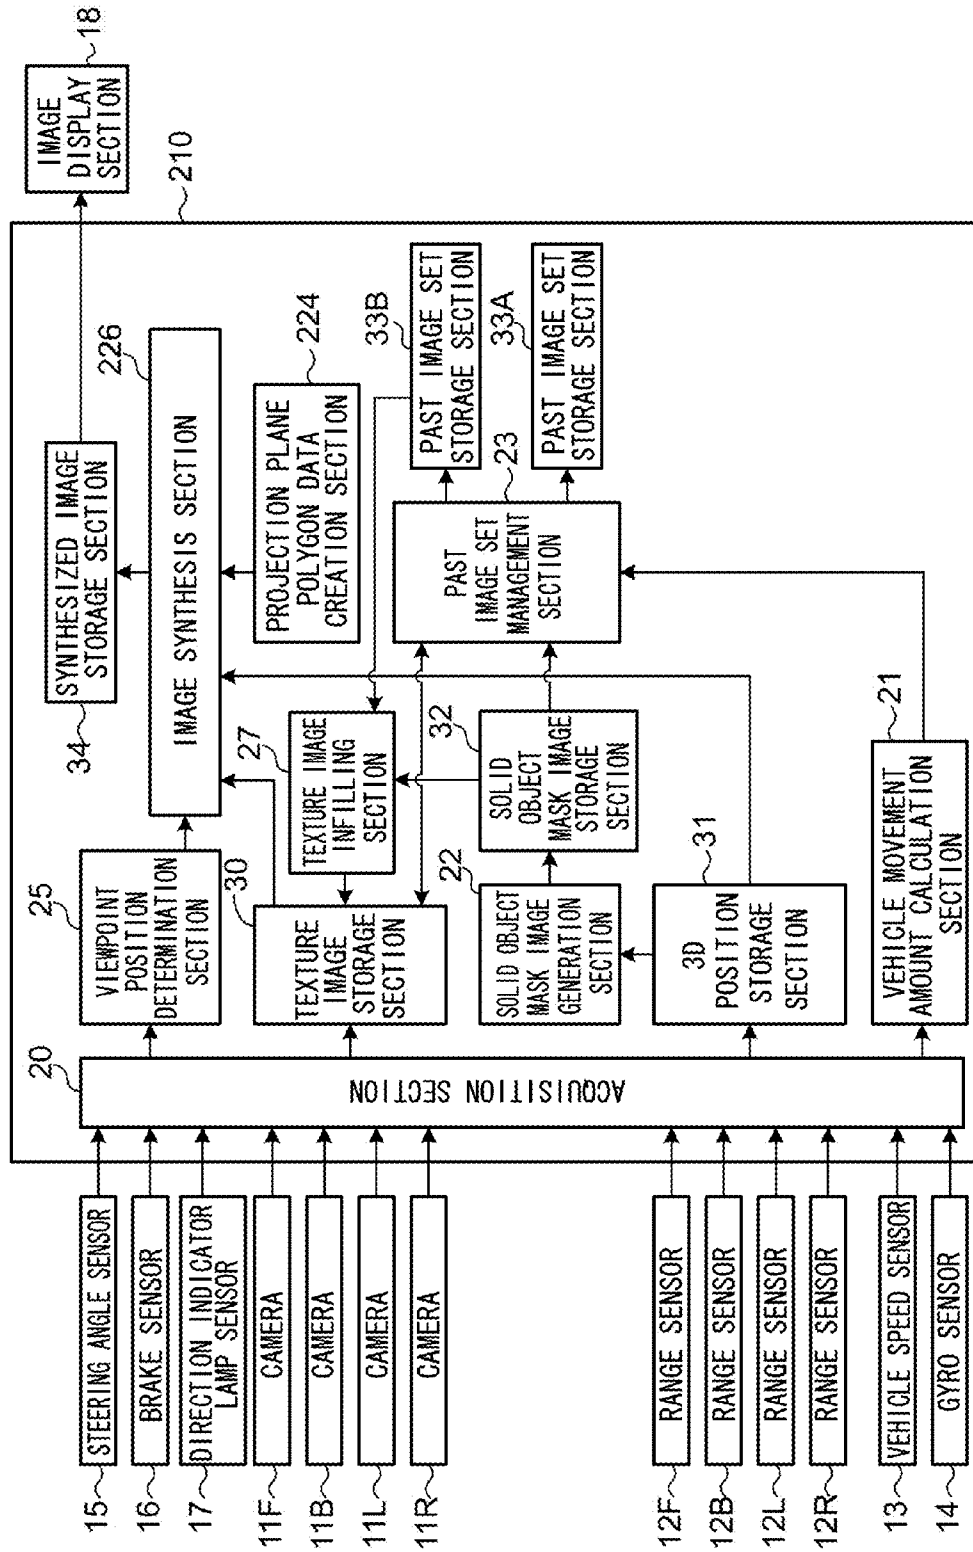 15
STEERING ANGLE SENSOR
16
BRAKE SENSOR
17
DIRECTION INDICATOR
LAMP SENSOR
11F
CAMERA
11B
CAMERA
11L
CAMERA
11R
CAMERA
12F
RANGE SENSOR
12B
RANGE SENSOR
12L
RANGE SENSOR
12R
RANGE SENSOR
13
VEHICLE SPEED SENSOR
14
GYRO SENSOR
20
ACQUISITION SECTION
25
VIEWPOINT
POSITION
DETERMINATION
SECTION
30
TEXTURE
IMAGE
STORAGE
SECTION
22
SOLID OBJECT
MASK IMAGE
GENERATION
SECTION
31
3D
POSITION
STORAGE
SECTION
21
VEHICLE MOVEMENT
AMOUNT CALCULATION
SECTION
27
TEXTURE IMAGE
INFILLING
SECTION
32
SOLID
OBJECT
MASK IMAGE
STORAGE
SECTION
34
SYNTHESIZED IMAGE
STORAGE SECTION
226
IMAGE SYNTHESIS SECTION
224
PROJECTION PLANE
POLYGON DATA
CREATION SECTION
23
PAST
IMAGE SET
MANAGEMENT
SECTION
33B
PAST IMAGE SET
STORAGE SECTION
33A
PAST IMAGE SET
STORAGE SECTION
210
18
IMAGE
DISPLAY
SECTION